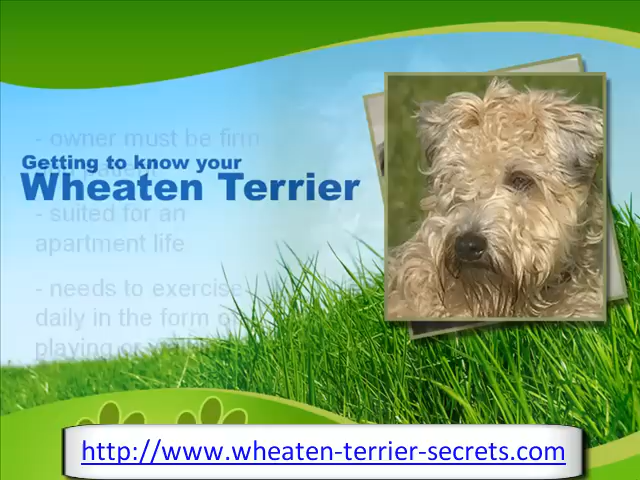 - owner must be firm
Getting to know your
Wheaten Terrier
- suited for an
apartment life
- needs to exercise
daily in the form of
playing or
http://www.wheaten-terrier-secrets.com